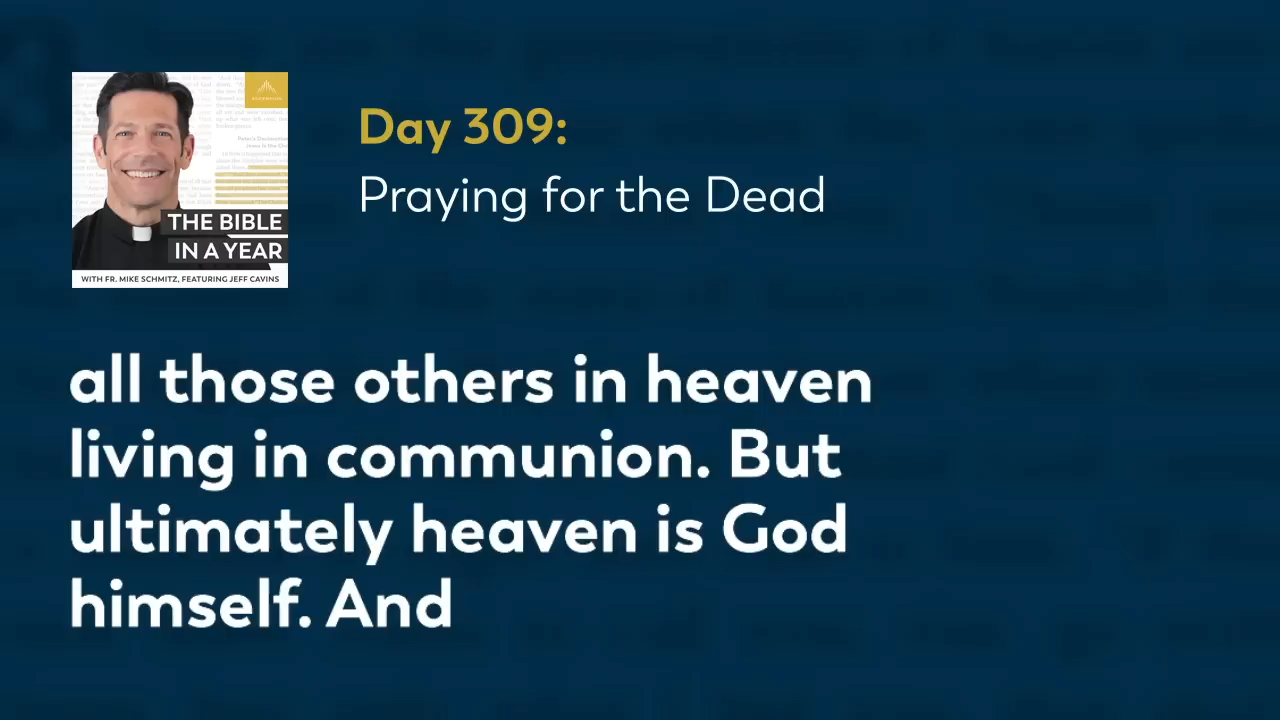 Day 309:
Praying for the Dead
THE BIBLE
IN A YEAR
WITH FR. MIKE SCHMITZ, FEATURING JEFF CAVINS
all those others in heaven
living in communion. But
ultimately heaven is God
himself. And